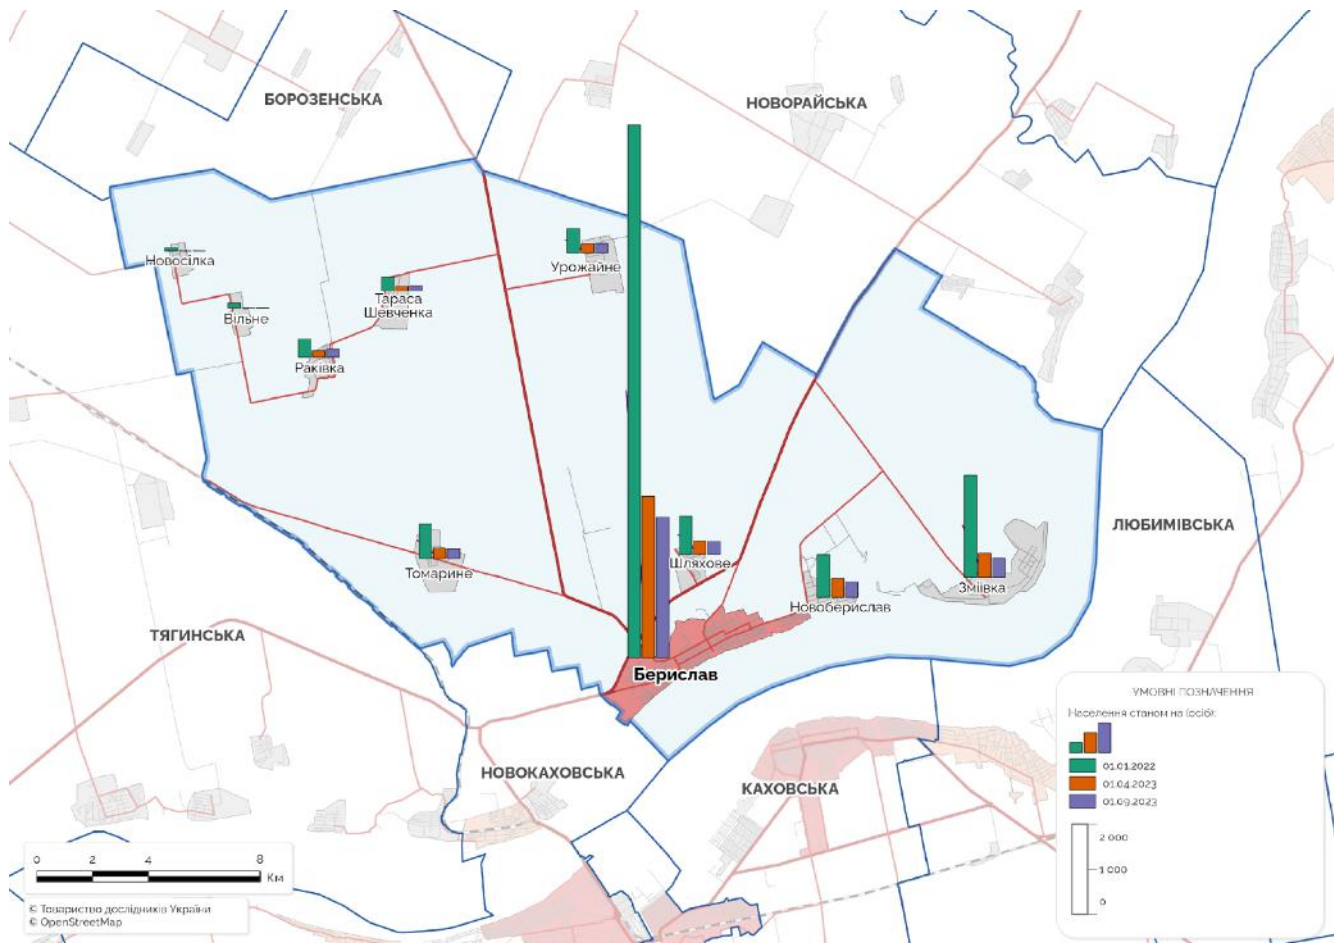 БОРОЗЕНСЬКА
НОВОРАЙСЬКА
Новосілка
Урожайне
Тараса
Шевченка
Вільне
Раківка
ЛЮБИМІВСЬКА
Томарине
Шляхове
Зміївка
Новоберислав
ТЯГИНСЬКА
Берислав
НОВОКАХОВСЬКА
КАХОВСЬКА
УМОВНІ ПОЗНАЧЕННЯ
Населення станом на (осіб):
01.01.2022
01.04.2023
01.09.2023
2 000
1 000
0
0 2 4 8
Км
© Товариство дослідників України
© OpenStreetMap